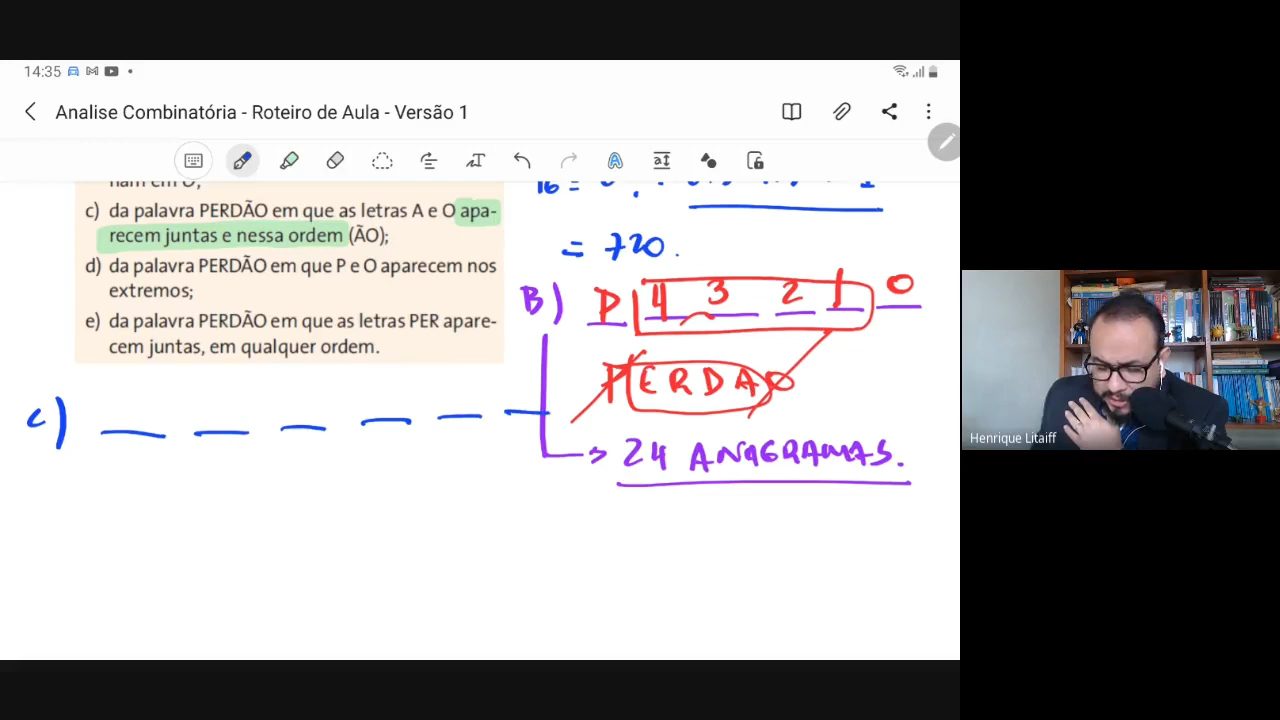 14:35
Analise Combinatória - Roteiro de Aula - Versão 1
nam em O;
c) da palavra PERDÃO em que as letras A e O apa-
recem juntas e nessa ordem (ÃO);
d) da palavra PERDÃO em que P e O aparecem nos
extremos;
e) da palavra PERDÃO em que as letras PER apare-
cem juntas, em qualquer ordem.
= 720.
B) P 4 3 2 1 O
PERDAO
→ 24 ANAGRAMAS.
C)
Henrique Litaiff